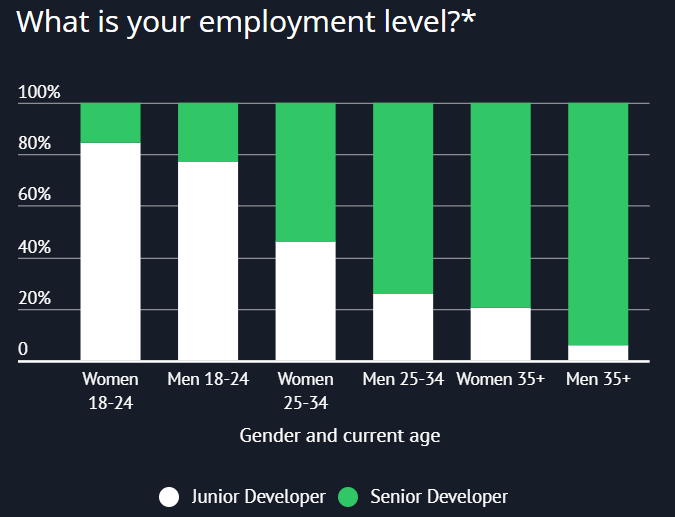 What is your employment level?*
100%
80%
60%
40%
20%
0
Women Men 18-24 Women Men 25-34 Women 35+ Men 35+
18-24 25-34
Gender and current age
Junior Developer Senior Developer